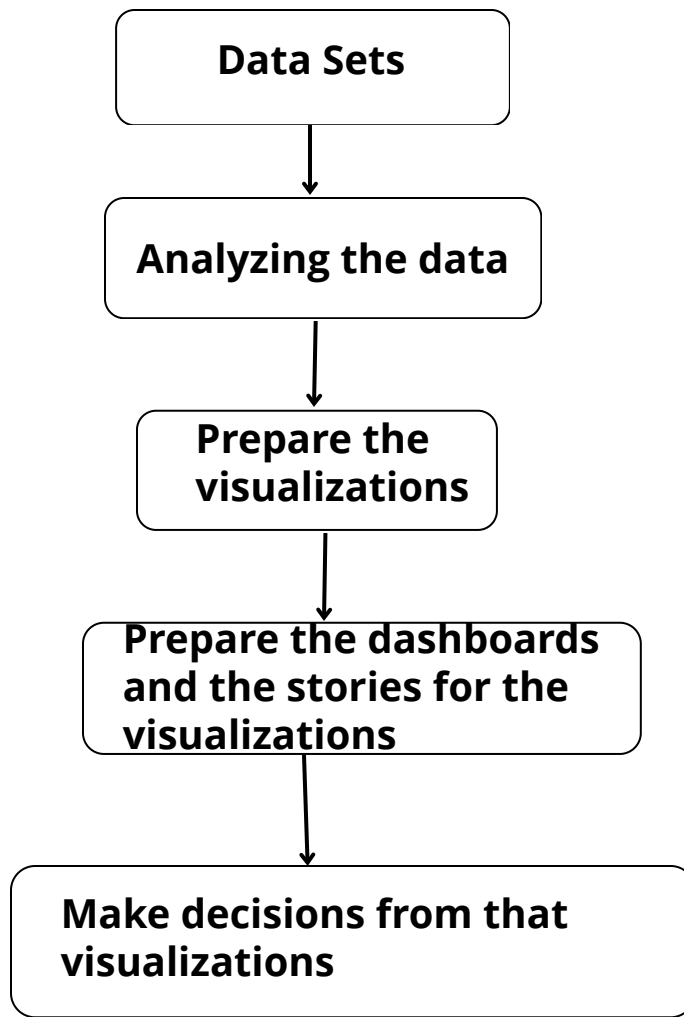 Data Sets
Analyzing the data
Prepare the
visualizations
Prepare the dashboards
and the stories for the
visualizations
Make decisions from that
visualizations